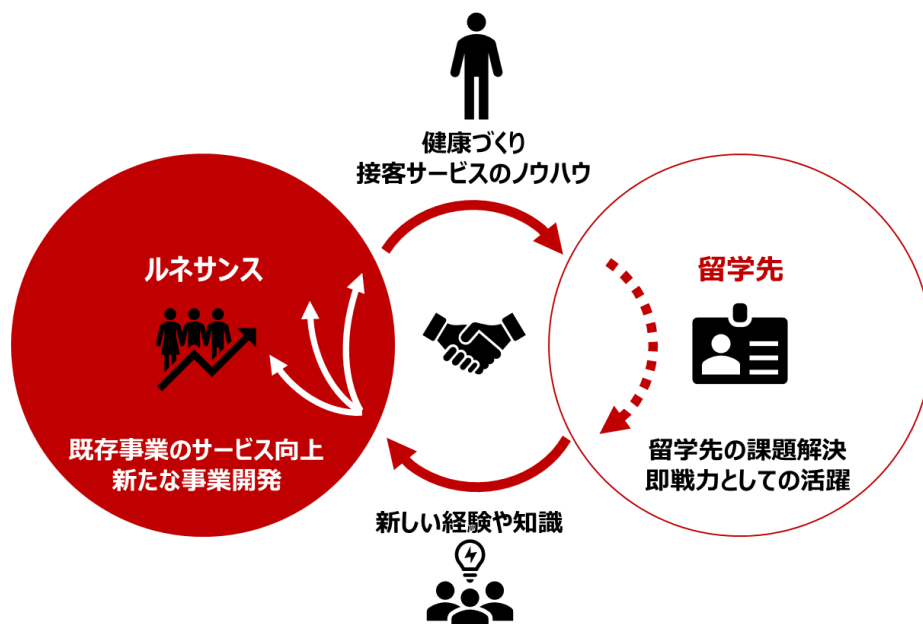 健康づくり
接客サービスのノウハウ
ルネサンス
留学先
既存事業のサービス向上
新たな事業開発
留学先の課題解決
即戦力としての活躍
新しい経験や知識